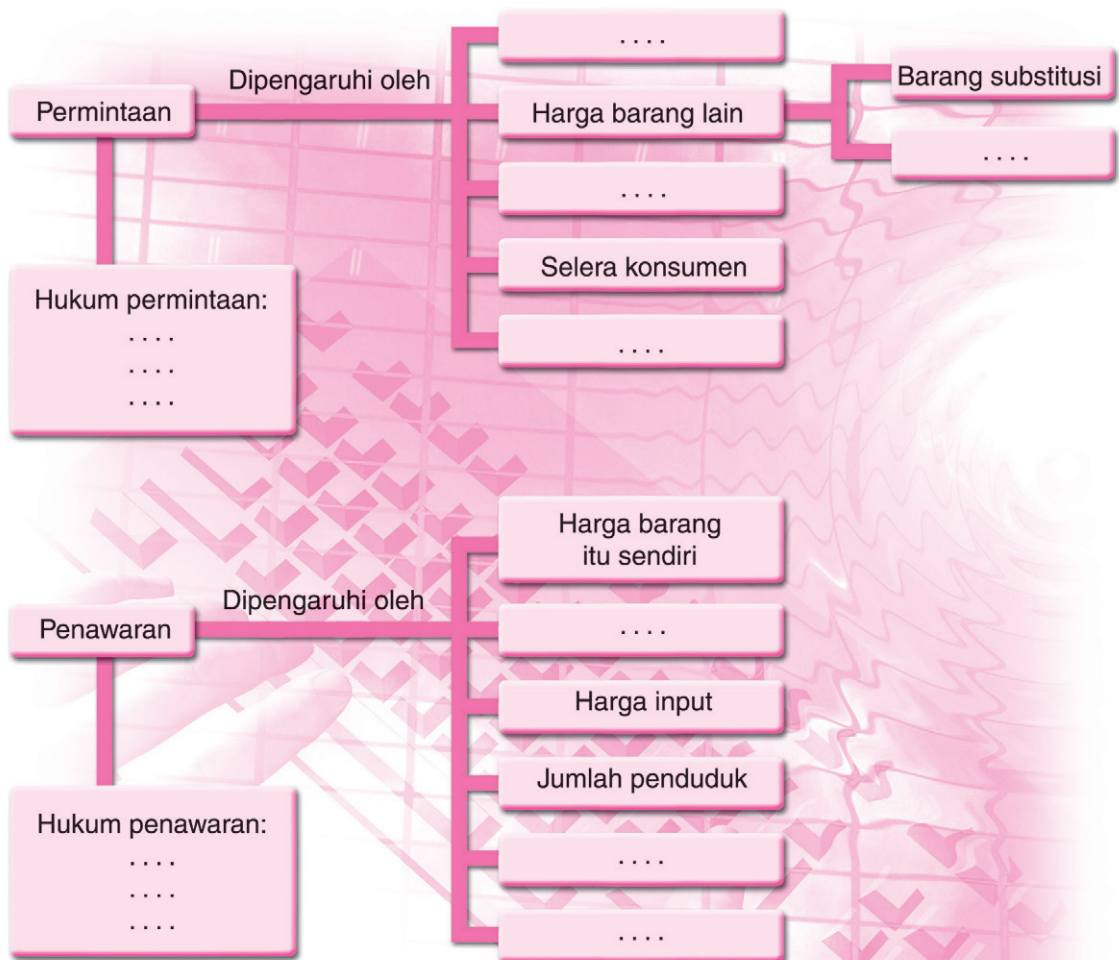 . . . .
Dipengaruhi oleh
Barang substitusi
Permintaan
Harga barang lain
. . . .
. . . .
Selera konsumen
Hukum permintaan:
. . . .
. . . .
. . . .
. . . .
Harga barang
itu sendiri
Dipengaruhi oleh
Penawaran
. . . .
Harga input
Jumlah penduduk
Hukum penawaran:
. . . .
. . . .
. . . .
. . . .
. . . .